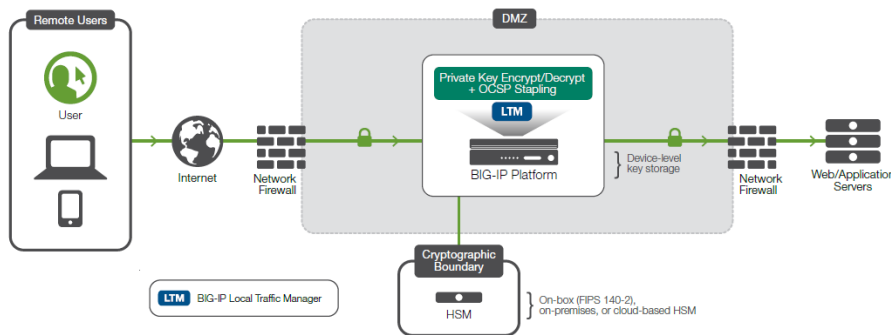 Remote Users
User
Internet
Network
Firewall
DMZ
Private Key Encrypt/Decrypt
+ OCSP Stapling
LTM
BIG-IP Platform
Device-level
key storage
Network
Firewall
Web/Application
Servers
Cryptographic
Boundary
HSM
On-box (FIPS 140-2),
on-premises, or cloud-based HSM
LTM BIG-IP Local Traffic Manager